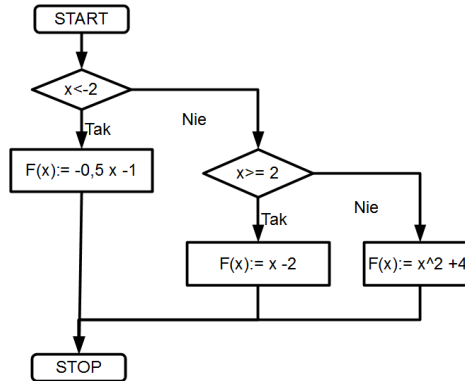 START
x<-2
Tak
Nie
F(x):= -0,5 x -1
x>= 2
Tak
Nie
F(x):= x -2
F(x):= x^2 +4
STOP